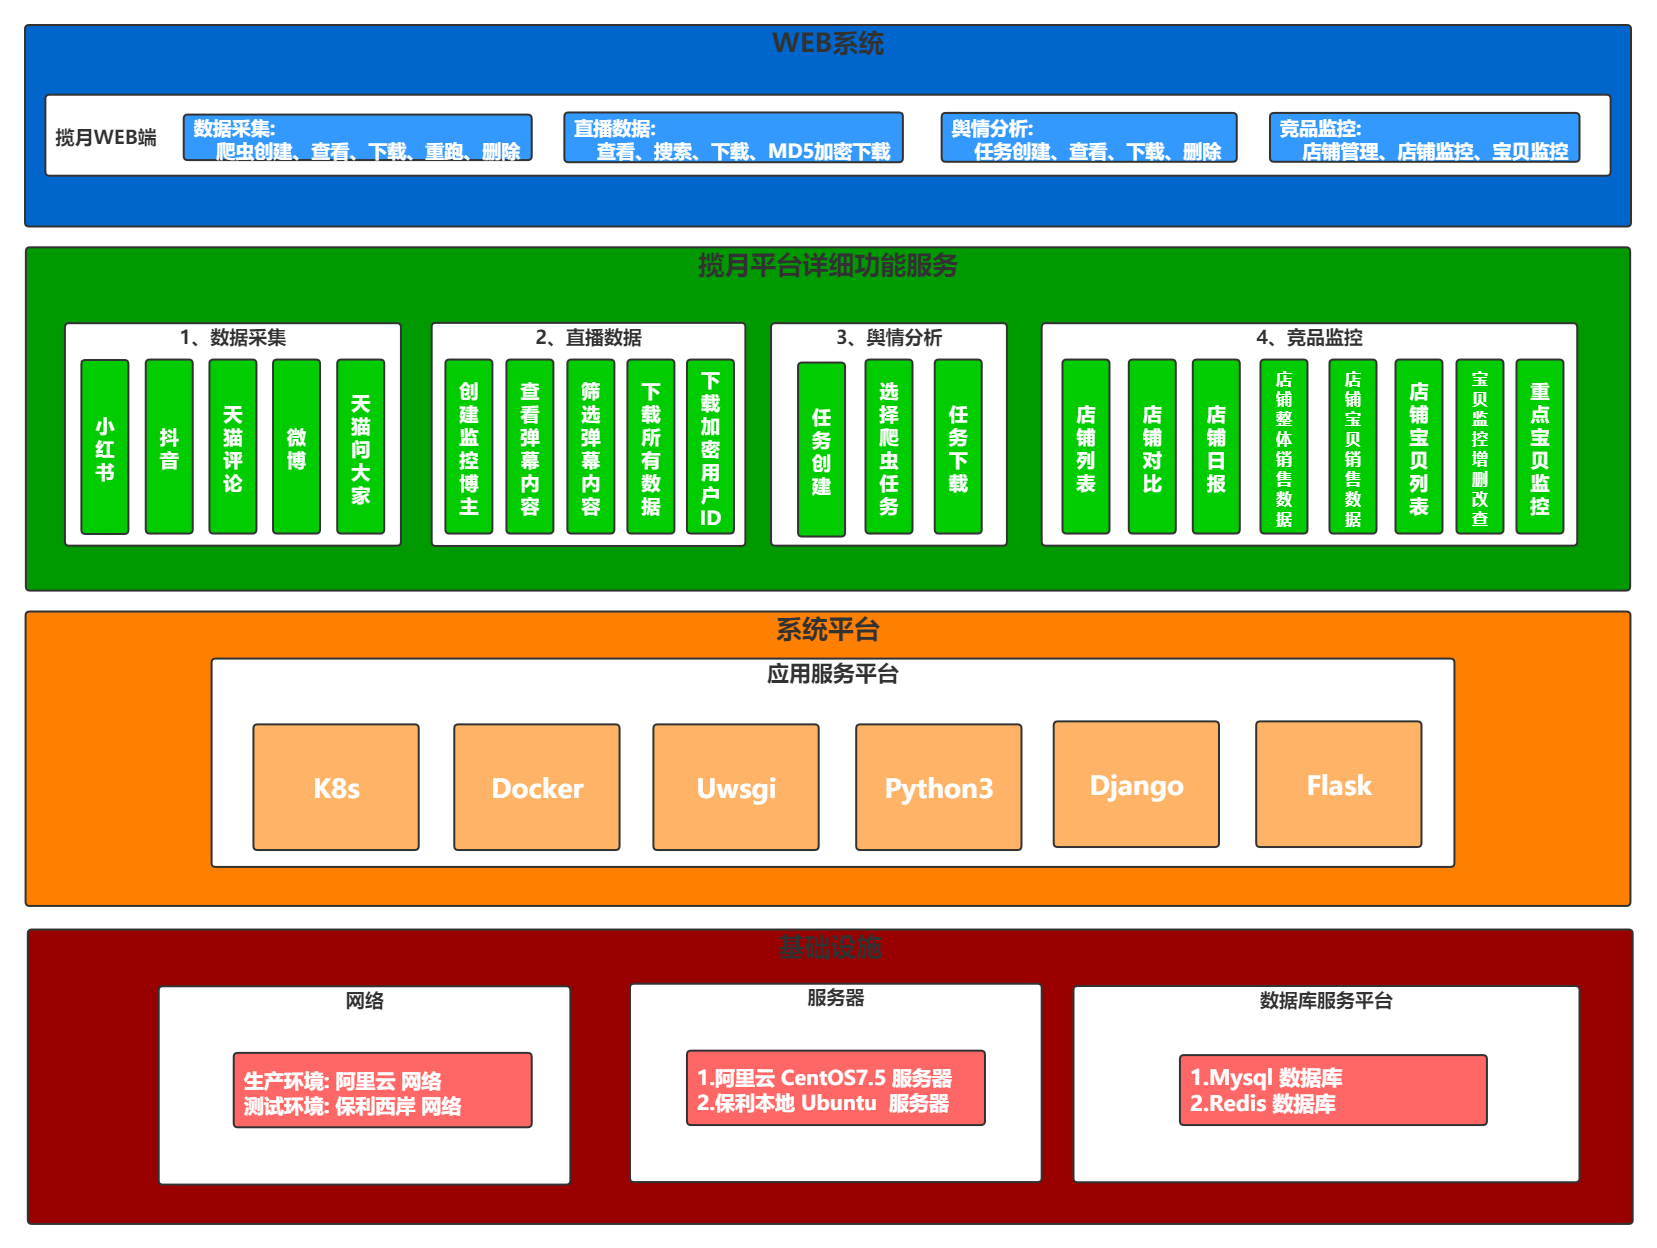 WEB系统
揽月WEB端
数据采集:
爬虫创建、查看、下载、重跑、删除
直播数据:
查看、搜索、下载、MD5加密下载
舆情分析:
任务创建、查看、下载、删除
竞品监控:
店铺管理、店铺监控、宝贝监控
揽月平台详细功能服务
1、数据采集
小红书
抖音
天猫评论
微博
天猫问大家
2、直播数据
创建监控博主
查看弹幕内容
筛选弹幕内容
下载所有数据
下载加密用户ID
3、舆情分析
任务创建
选择爬虫任务
任务下载
4、竞品监控
店铺列表
店铺对比
店铺日报
店铺整体销售数据
店铺宝贝销售数据
店铺宝贝列表
宝贝监控增删改查
重点宝贝监控
系统平台
应用服务平台
K8s
Docker
Uwsgi
Python3
Django
Flask
基础设施
网络
生产环境: 阿里云 网络
测试环境: 保利西岸 网络
服务器
1.阿里云 CentOS7.5 服务器
2.保利本地 Ubuntu  服务器
数据库服务平台
1.Mysql 数据库
2.Redis 数据库